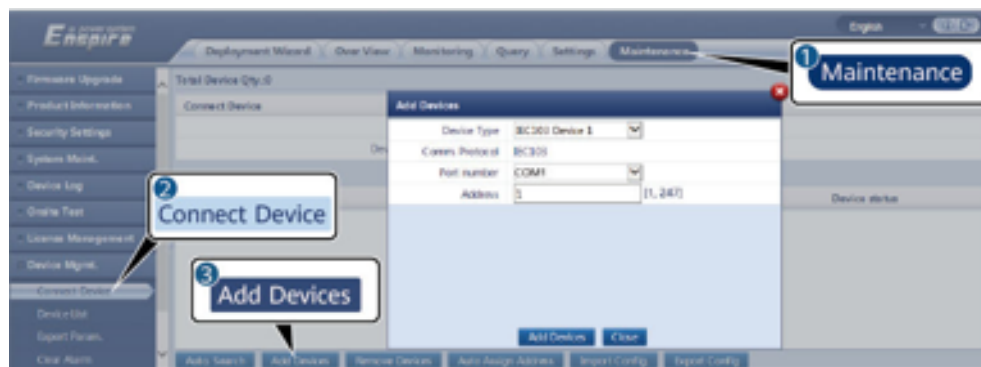 Enspire
English
Deployment Wizard
Over View
Monitoring
Query
Settings
Maintenance
1
Maintenance
Firmware Upgrade
Product Information
Security Settings
System Maint.
Device Log
Onsite Test
License Management
Device Mgmt.
Connect Device
Device List
Export Param.
Clear Alarm
Total Device Qty.:0
Connect Device
Device status
2
Connect Device
3
Add Devices
Add Devices
Device Type
IEC103 Device 1
Comm. Protocol
IEC103
Port number
COM1
Address
1
[1, 247]
Add Devices
Close
Auto Search
Add Devices
Remove Devices
Auto Assign Address
Import Config
Export Config